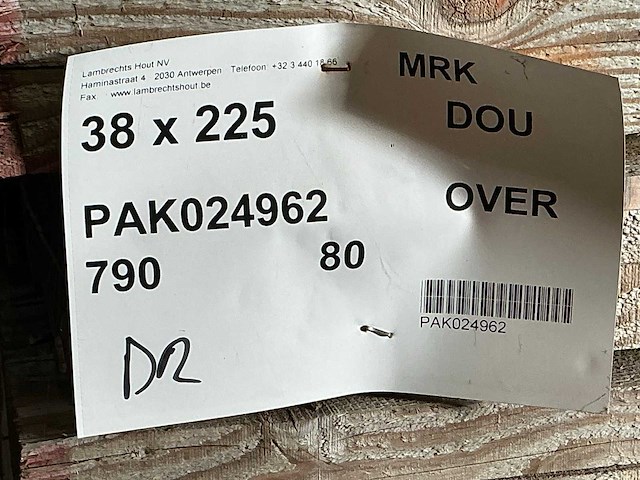 Lambrechts Hout NV
Haminastraat 4 2030 Antwerpen Telefoon +32 3 440 18 66
Fax www.lambrechtshout.be
MRK
38 x 225
DOU
PAK024962
OVER
790 80
PAK024962
DR